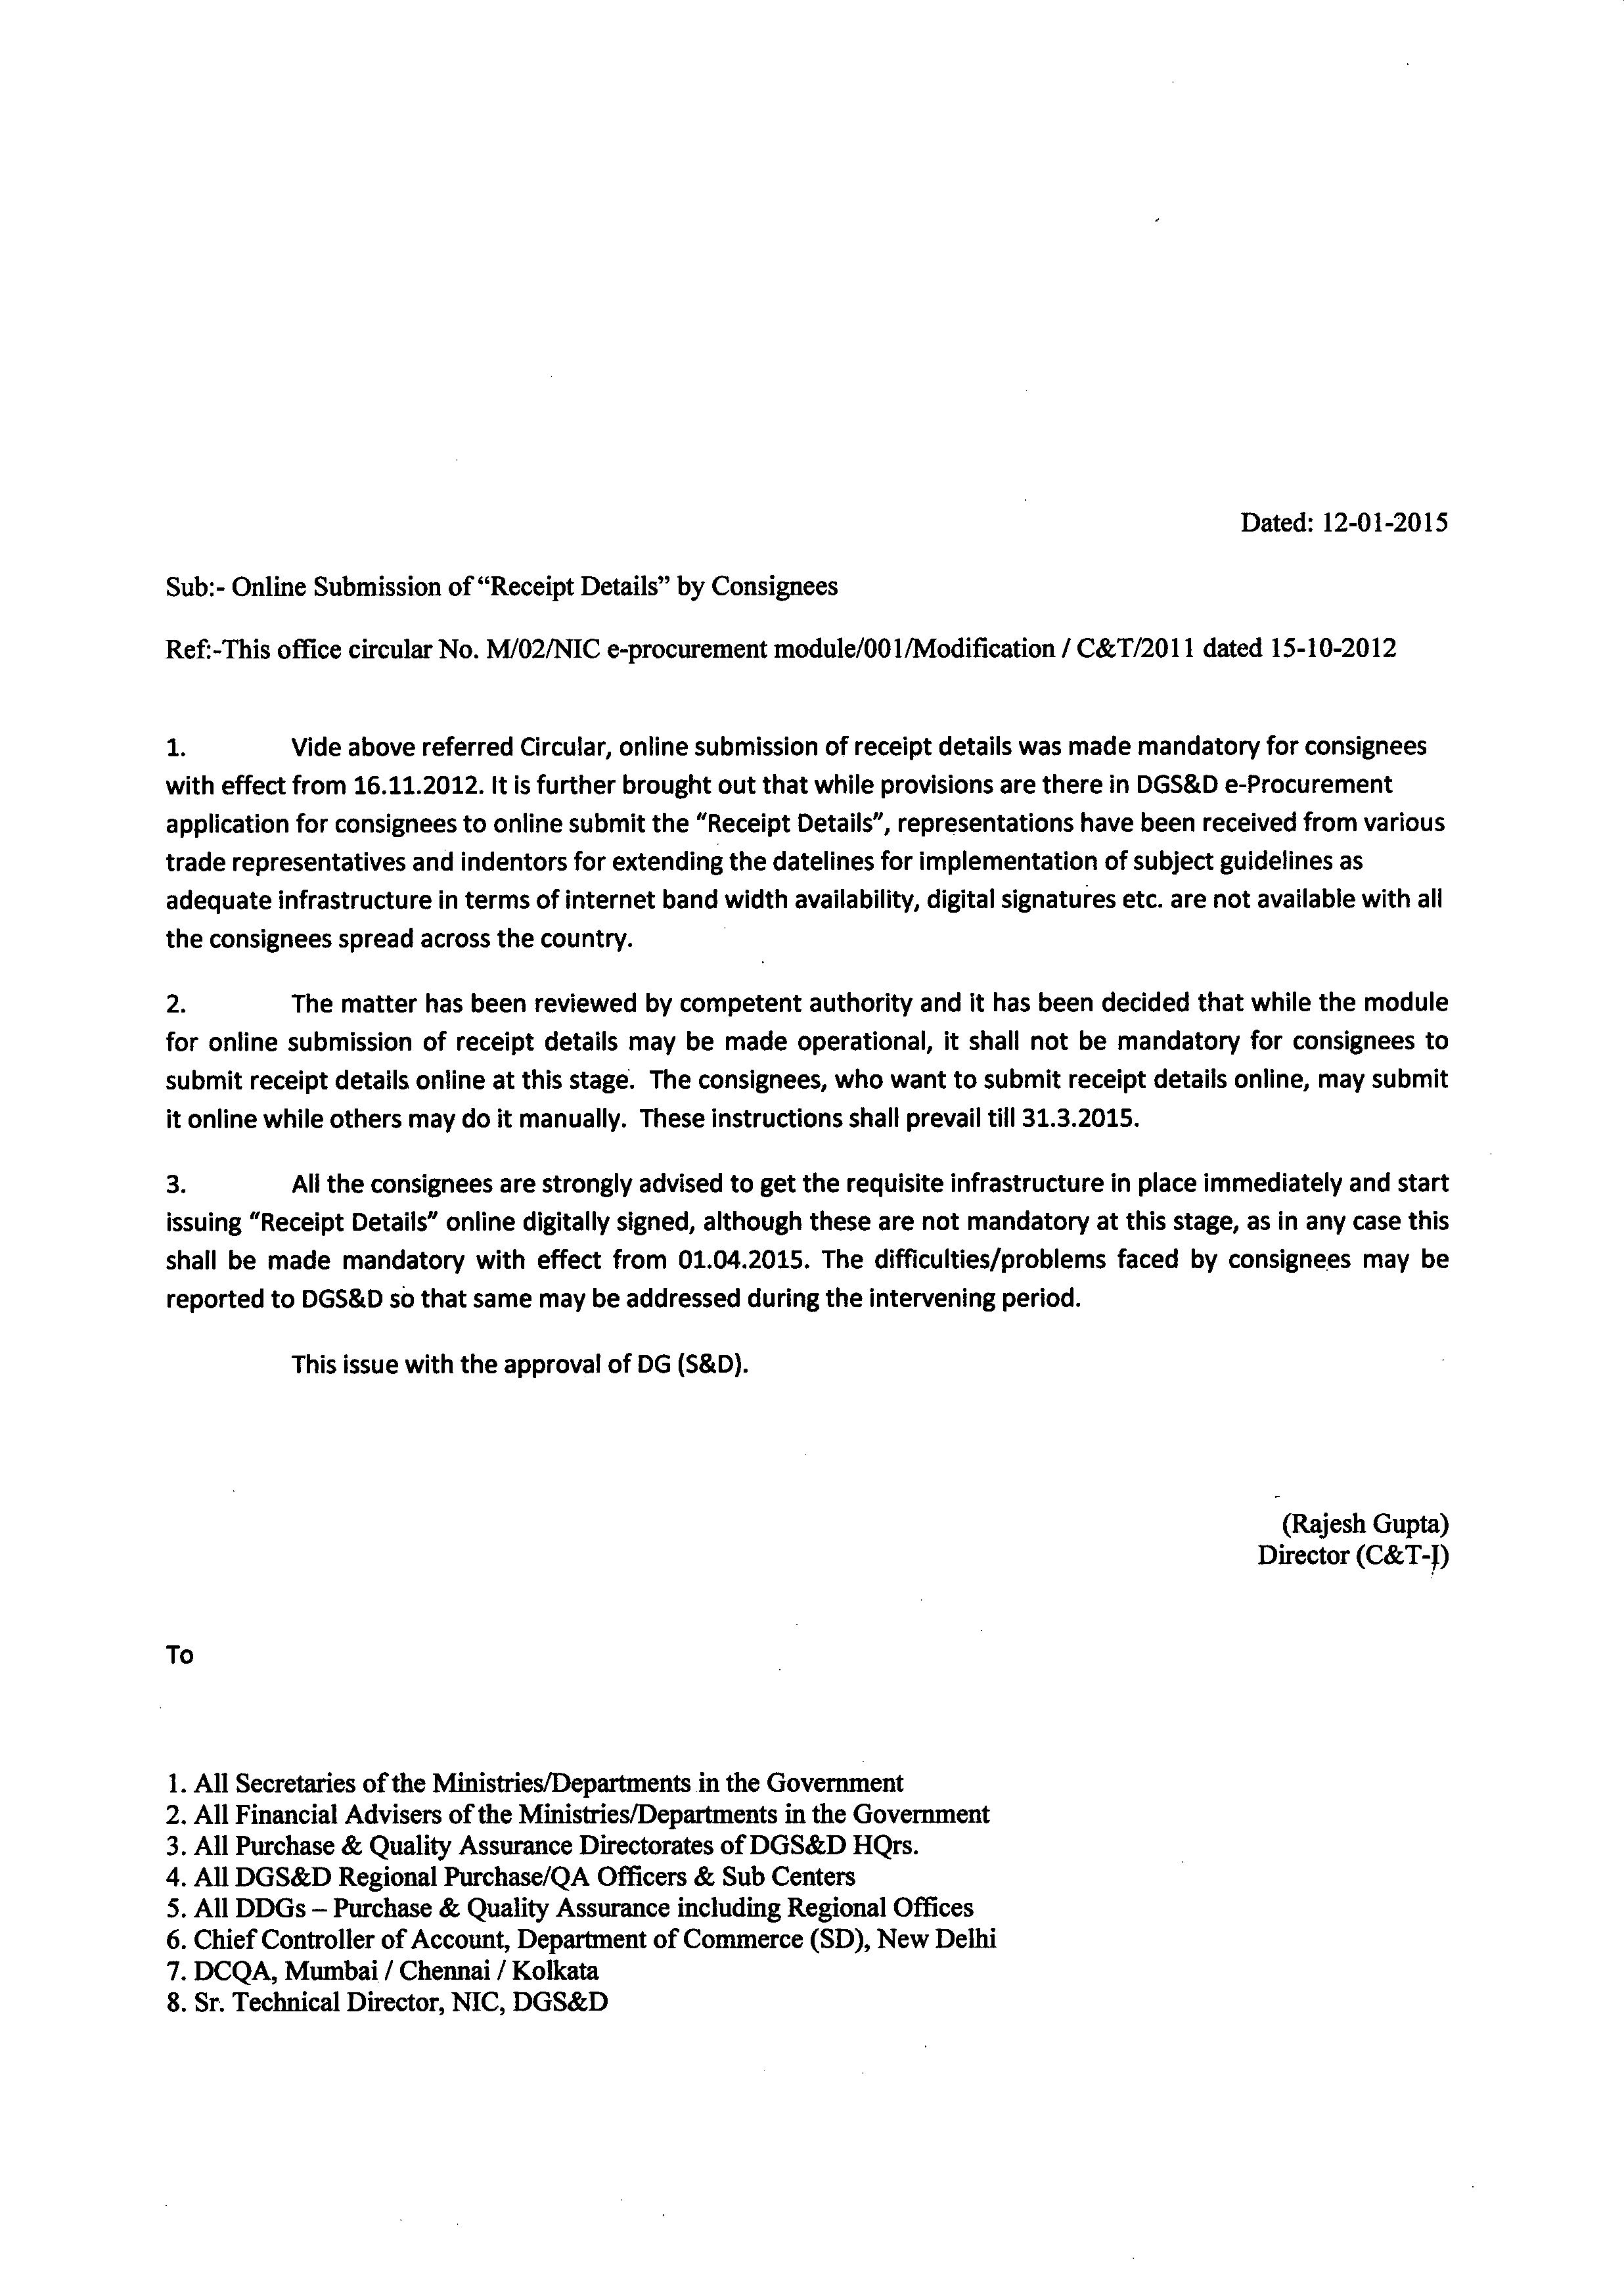 Dated: 12-01-2015
Sub:- Online Submission of “Receipt Details” by Consignees
Ref:-This office circular No. M/02/NIC e-procurement module/001/Modification / C&T/2011 dated 15-10-2012
1. Vide above referred Circular, online submission of receipt details was made mandatory for consignees
with effect from 16.11.2012. It is further brought out that while provisions are there in DGS&D e-Procurement
application for consignees to online submit the “Receipt Details”, representations have been received from various
trade representatives and indentors for extending the datelines for implementation of subject guidelines as
adequate infrastructure in terms of internet band width availability, digital signatures etc. are not available with all
the consignees spread across the country.
2. The matter has been reviewed by competent authority and it has been decided that while the module
for online submission of receipt details may be made operational, it shall not be mandatory for consignees to
submit receipt details online at this stage. The consignees, who want to submit receipt details online, may submit
it online while others may do it manually. These instructions shall prevail till 31.3.2015.
3. All the consignees are strongly advised to get the requisite infrastructure in place immediately and start
issuing “Receipt Details” online digitally signed, although these are not mandatory at this stage, as in any case this
shall be made mandatory with effect from 01.04.2015. The difficulties/problems faced by consignees may be
reported to DGS&D so that same may be addressed during the intervening period.
This issue with the approval of DG (S&D).
(Rajesh Gupta)
Director (C&T-I)
To
1. All Secretaries of the Ministries/Departments in the Government
2. All Financial Advisers of the Ministries/Departments in the Government
3. All Purchase & Quality Assurance Directorates of DGS&D HQrs.
4. All DGS&D Regional Purchase/QA Officers & Sub Centers
5. All DDGs – Purchase & Quality Assurance including Regional Offices
6. Chief Controller of Account, Department of Commerce (SD), New Delhi
7. DCQA, Mumbai / Chennai / Kolkata
8. Sr. Technical Director, NIC, DGS&D